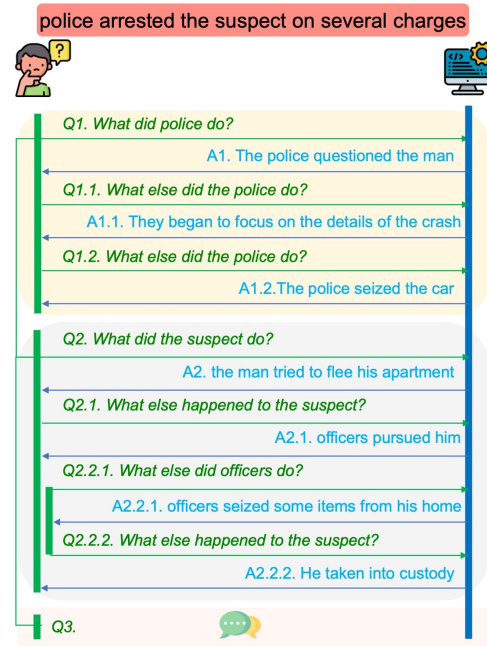 police arrested the suspect on several charges
?
</>
Q1. What did police do?
A1. The police questioned the man
Q1.1. What else did the police do?
A1.1. They began to focus on the details of the crash
Q1.2. What else did the police do?
A1.2.The police seized the car
Q2. What did the suspect do?
A2. the man tried to flee his apartment
Q2.1. What else happened to the suspect?
A2.1. officers pursued him
Q2.2.1. What else did officers do?
A2.2.1. officers seized some items from his home
Q2.2.2. What else happened to the suspect?
A2.2.2. He taken into custody
Q3.